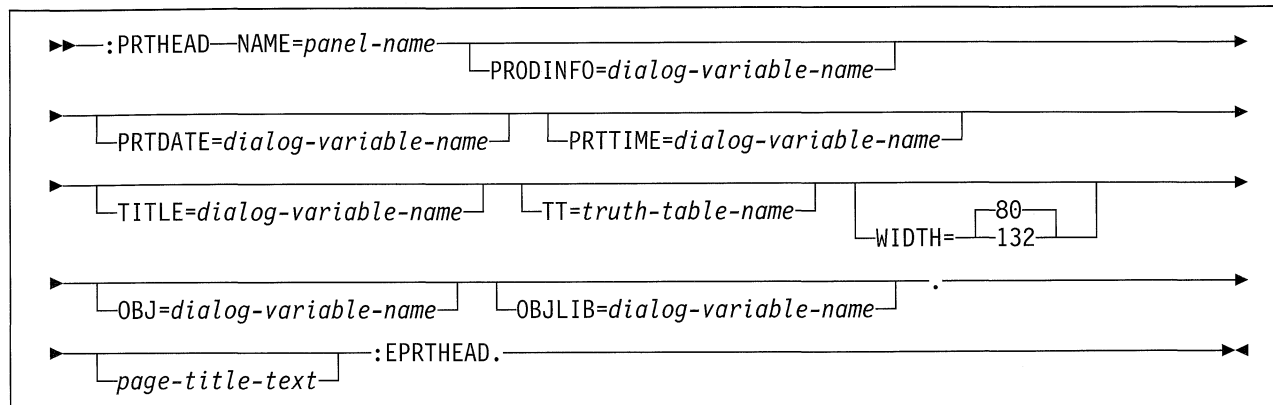 :PRTHEAD NAME=panel-name
PRODINFO=dialog-variable-name
PRTDATE=dialog-variable-name PRTTIME=dialog-variable-name
TITLE=dialog-variable-name TT=truth-table-name
80
WIDTH= 132
.
OBJ=dialog-variable-name OBJLIB=dialog-variable-name
:EPRTHEAD.
page-title-text